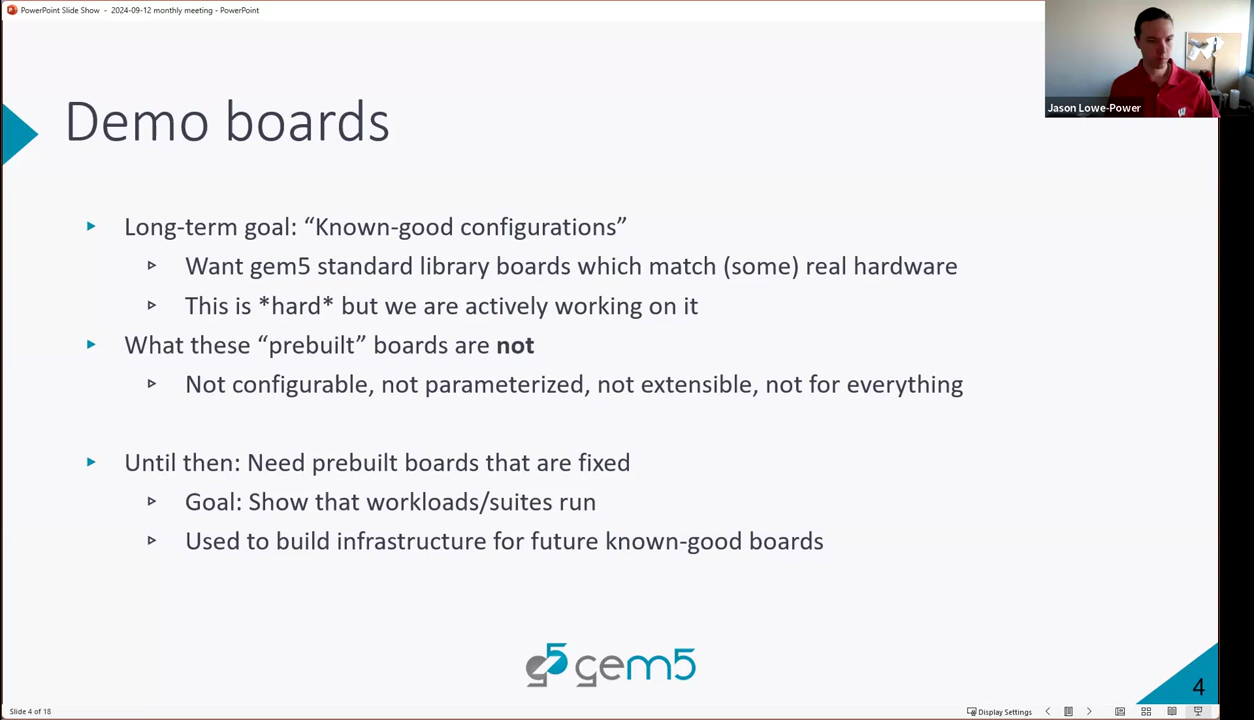 PowerPoint Slide Show - 2024-09-12 monthly meeting - PowerPoint
Jason Lowe-Power
Demo boards
Long-term goal: “Known-good configurations”
Want gem5 standard library boards which match (some) real hardware
This is *hard* but we are actively working on it
What these “prebuilt” boards are not
Not configurable, not parameterized, not extensible, not for everything
Until then: Need prebuilt boards that are fixed
Goal: Show that workloads/suites run
Used to build infrastructure for future known-good boards
g5 gem5
4
Slide 4 of 18
Display Settings